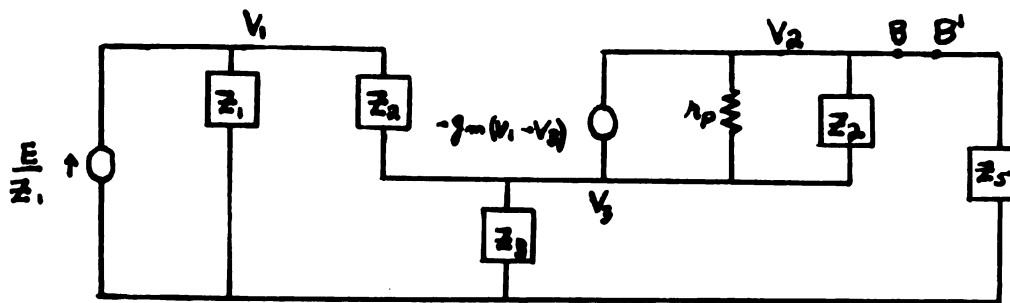 V₁
V₂
B B'
Z₁
Z₂
-gm(V₁-V₃)
rp
Z₂
E/Z₁ ↑
Z₅
V₃
Z₃